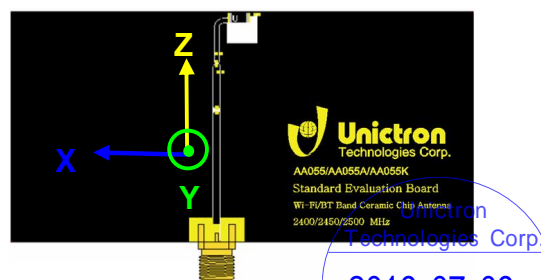 Z
X
Y
Unictron
Technologies Corp.
AA055/AA055A/AA055K
Standard Evaluation Board
Wi-Fi/BT Band Ceramic Chip Antenna
2400/2450/2500 MHz
Unictron
Technologies Corp.